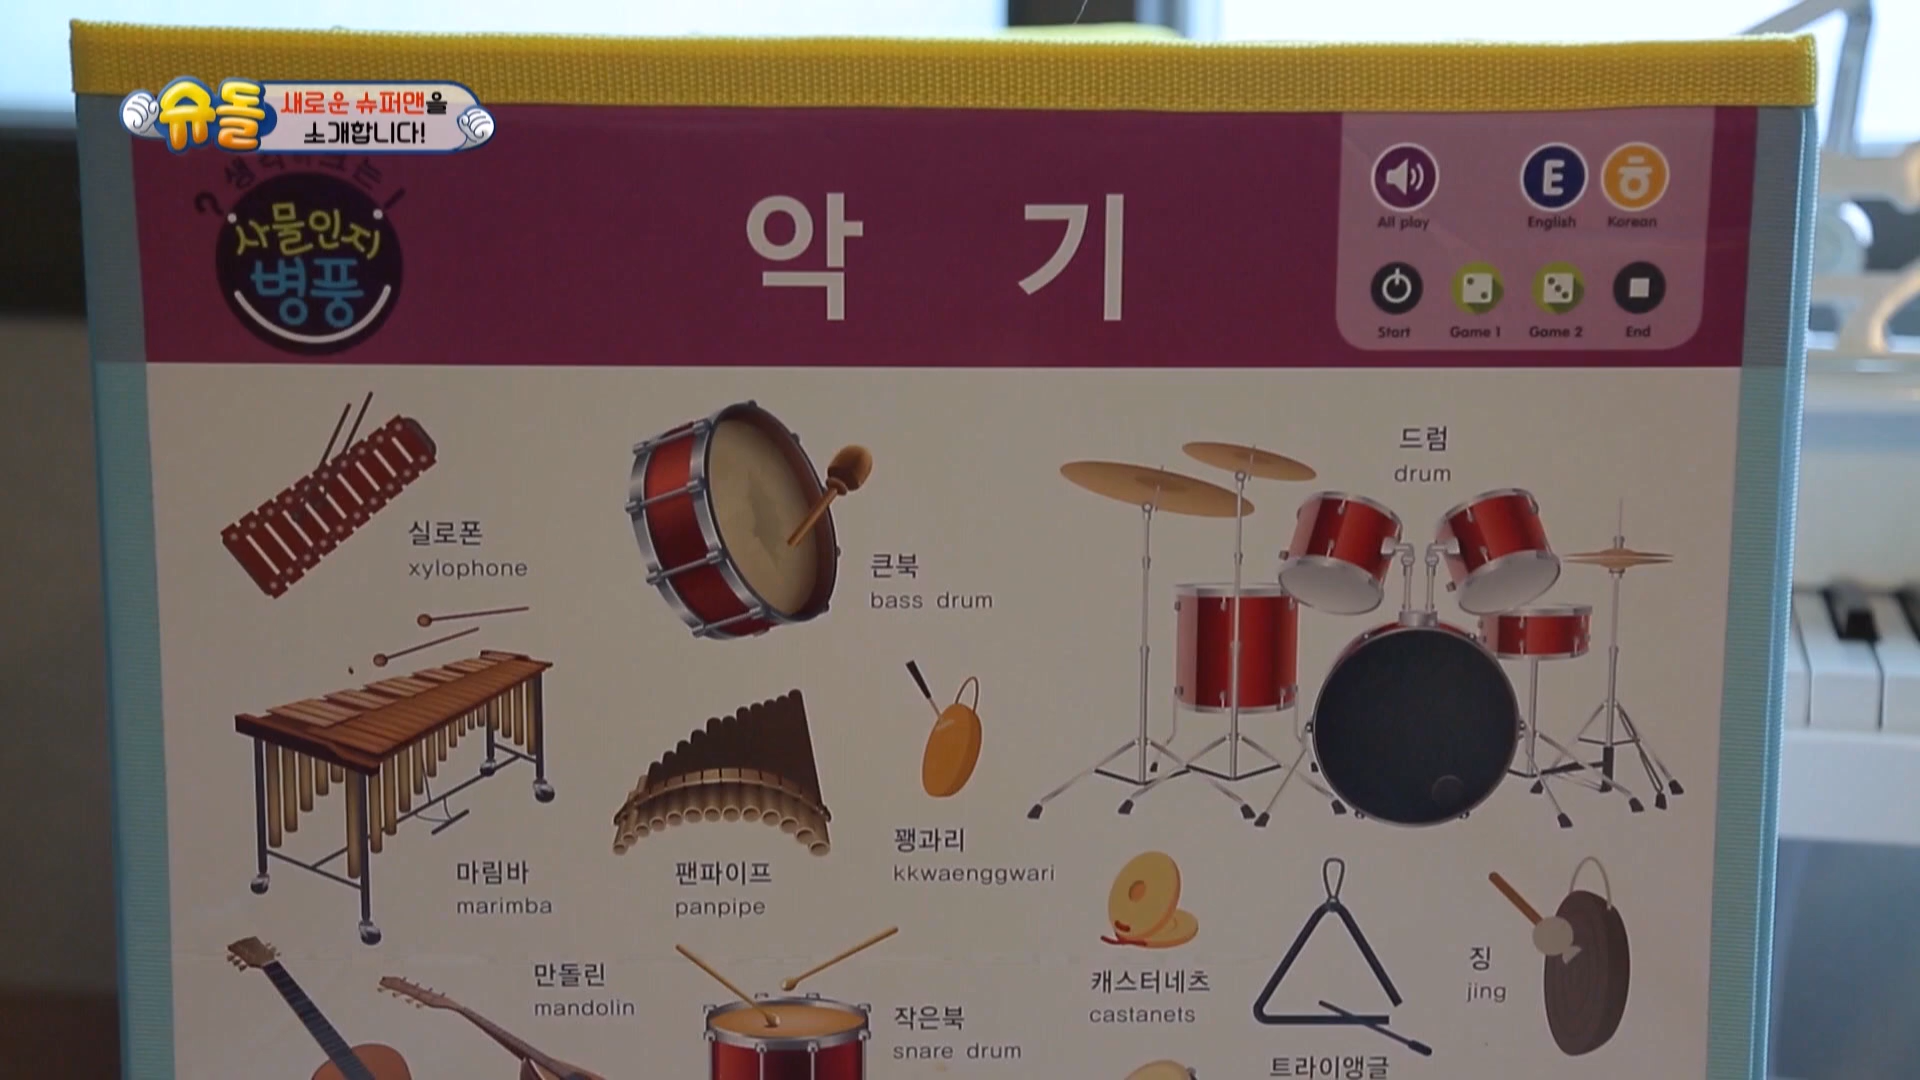 슈돌
새로운 슈퍼맨을
소개합니다!
사물인지
병풍
악 기
All play
English
Korean
Start
Game 1
Game 2
End
실로폰
xylophone
큰북
bass drum
드럼
drum
마림바
marimba
팬파이프
panpipe
꽹과리
kkwaenggwari
만돌린
mandolin
작은북
snare drum
캐스터네츠
castanets
트라이앵글
징
jing